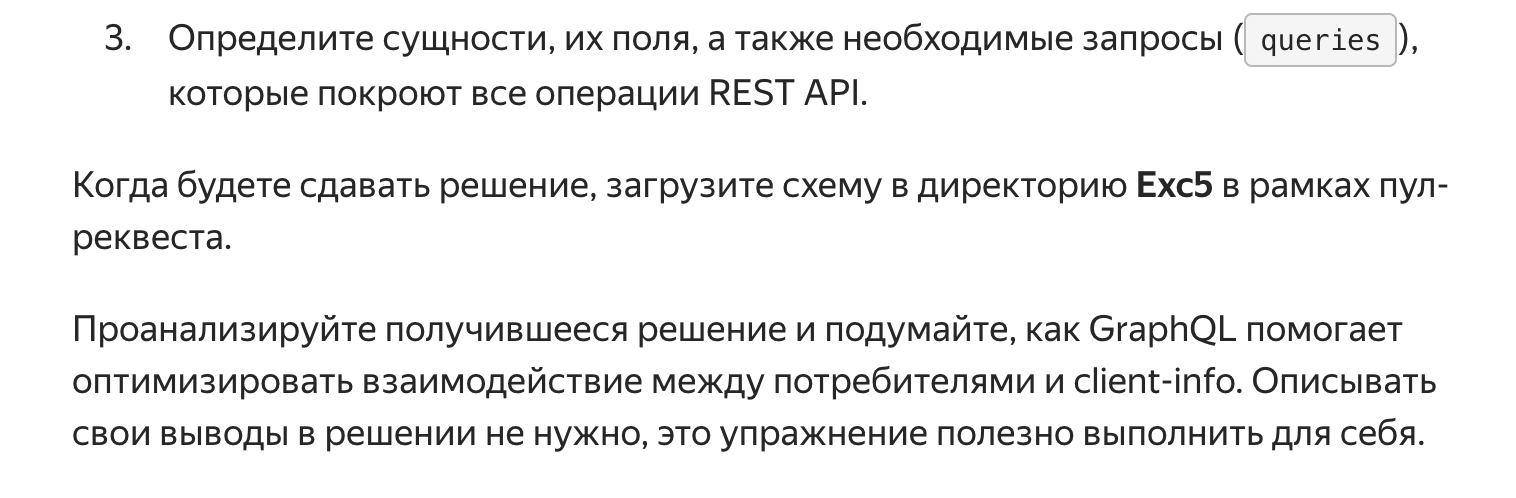 3. Определите сущности, их поля, а также необходимые запросы ( queries ),
которые покроют все операции REST API.
Когда будете сдавать решение, загрузите схему в директорию Exc5 в рамках пул-
реквеста.
Проанализируйте получившееся решение и подумайте, как GraphQL помогает
оптимизировать взаимодействие между потребителями и client-info. Описывать
свои выводы в решении не нужно, это упражнение полезно выполнить для себя.